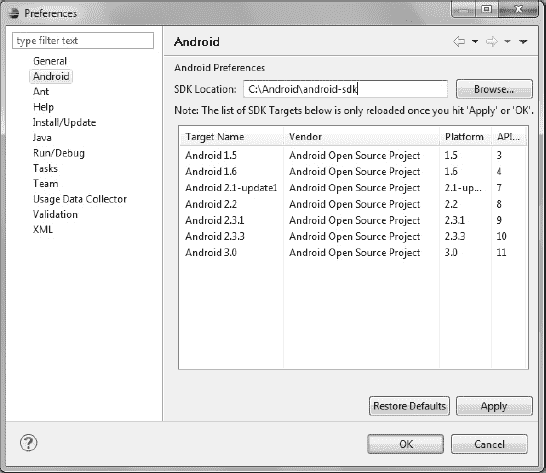 Preferences
type filter text
General
Android
Ant
Help
Install/Update
Java
Run/Debug
Tasks
Team
Usage Data Collector
Validation
XML
Android
Android Preferences
SDK Location: C:\Android\android-sdk Browse...
Note: The list of SDK Targets below is only reloaded once you hit 'Apply' or 'OK'.
Target Name Vendor Platform API...
Android 1.5 Android Open Source Project 1.5 3
Android 1.6 Android Open Source Project 1.6 4
Android 2.1-update1 Android Open Source Project 2.1-up... 7
Android 2.2 Android Open Source Project 2.2 8
Android 2.3.1 Android Open Source Project 2.3.1 9
Android 2.3.3 Android Open Source Project 2.3.3 10
Android 3.0 Android Open Source Project 3.0 11
Restore Defaults Apply
OK Cancel